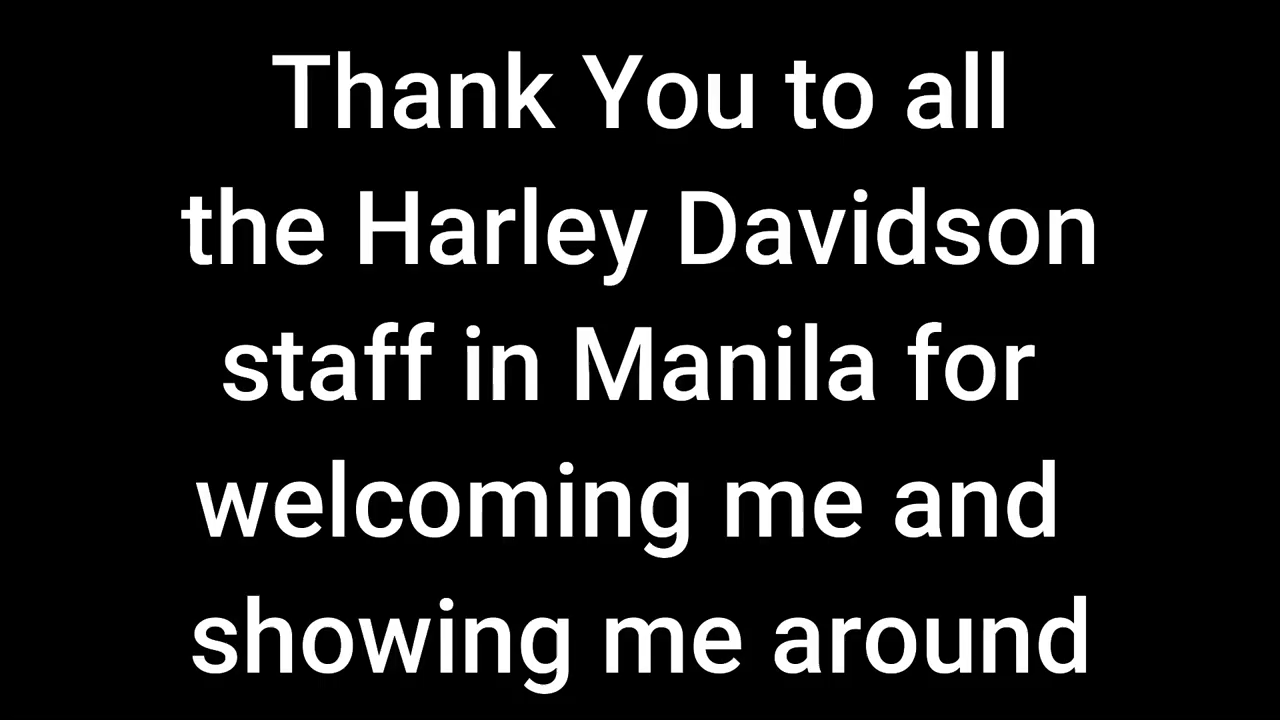 Thank You to all
the Harley Davidson
staff in Manila for
welcoming me and
showing me around